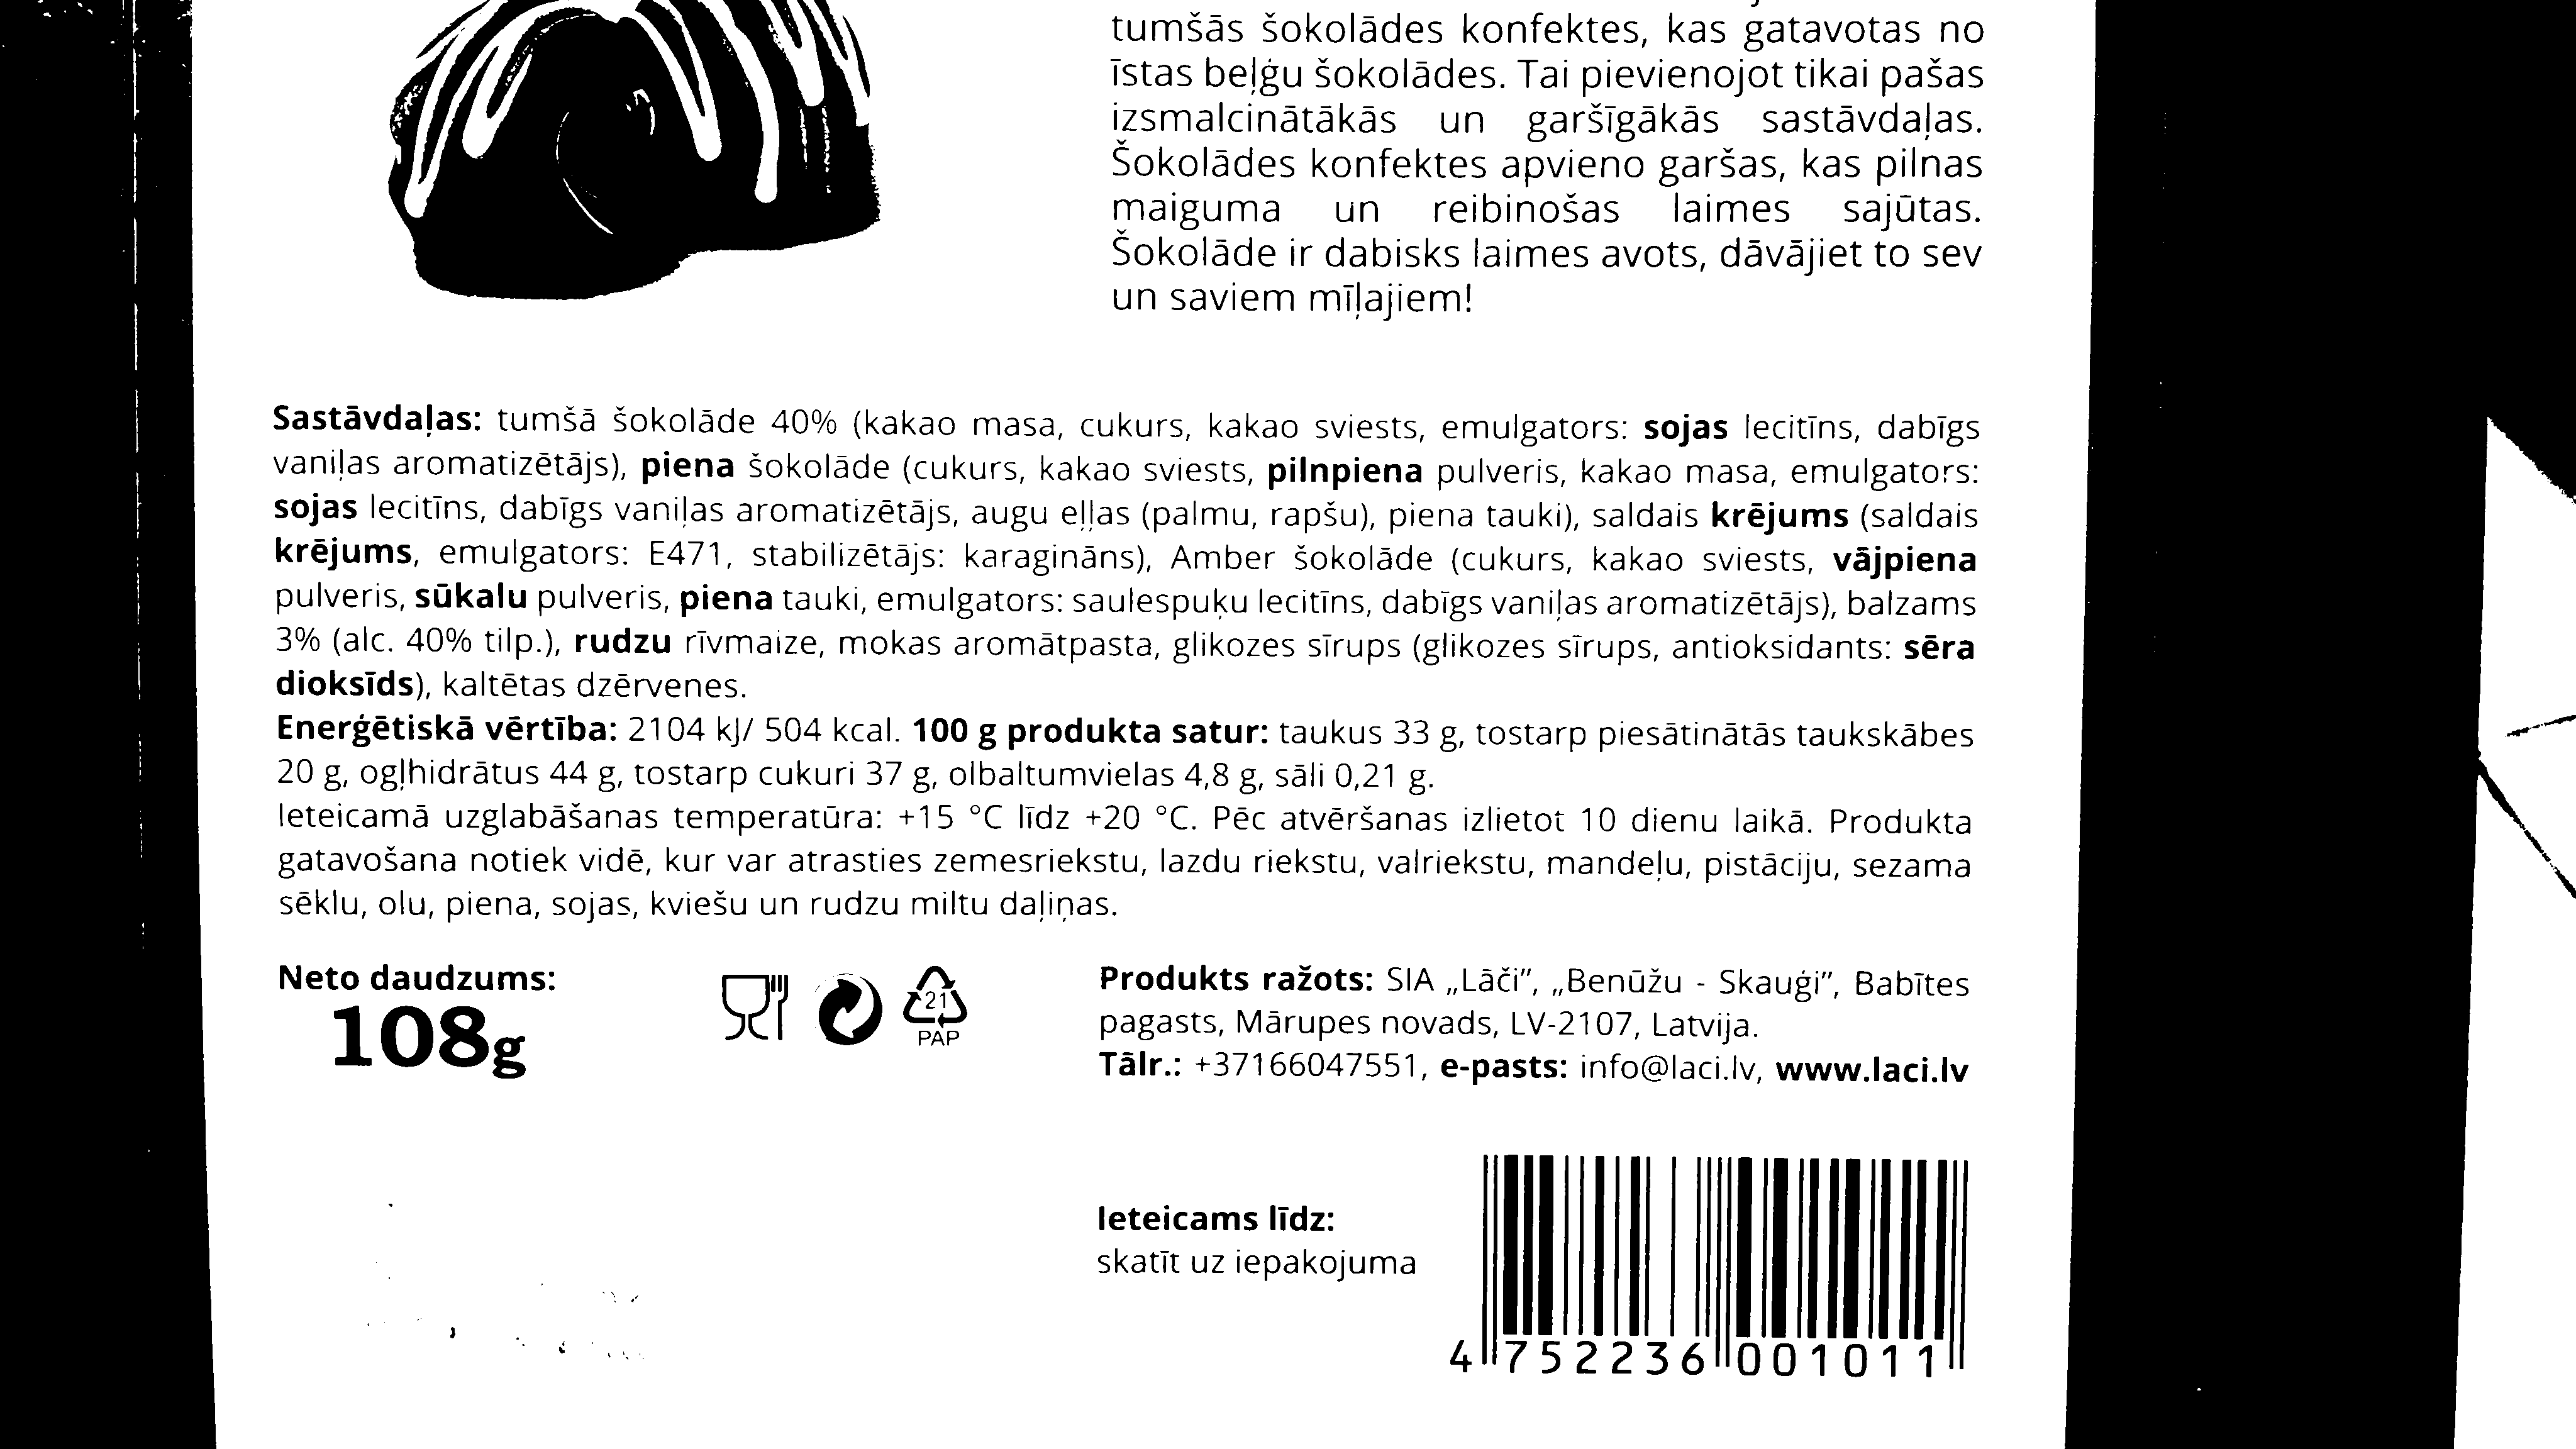 tumšās šokolādes konfektes, kas gatavotas no
īstas beļģu šokolādes. Tai pievienojot tikai pašas
izsmalcinātākās un garšīgākās sastāvdaļas.
Šokolādes konfektes apvieno garšas, kas pilnas
maiguma un reibinošas laimes sajūtas.
Šokolāde ir dabisks laimes avots, dāvājiet to sev
un saviem mīļajiem!
Sastāvdaļas: tumšā šokolāde 40% (kakao masa, cukurs, kakao sviests, emulgators: sojas lecitīns, dabīgs
vaniļas aromatizētājs), piena šokolāde (cukurs, kakao sviests, pilnpiena pulveris, kakao masa, emulgators:
sojas lecitīns, dabīgs vaniļas aromatizētājs, augu eļļas (palmu, rapšu), piena tauki), saldais krējums (saldais
krējums, emulgators: E471, stabilizētājs: karagināns), Amber šokolāde (cukurs, kakao sviests, vājpiena
pulveris, sūkalu pulveris, piena tauki, emulgators: saulespuķu lecitīns, dabīgs vaniļas aromatizētājs), balzams
3% (alc. 40% tilp.), rudzu rīvmaize, mokas aromātpasta, glikozes sīrups (glikozes sīrups, antioksidants: sēra
dioksīds), kaltētas dzērvenes.
Enerģētiskā vērtība: 2104 kJ/ 504 kcal. 100 g produkta satur: taukus 33 g, tostarp piesātinātās taukskābes
20 g, ogļhidrātus 44 g, tostarp cukuri 37 g, olbaltumvielas 4,8 g, sāli 0,21 g.
Ieteicamā uzglabāšanas temperatūra: +15 °C līdz +20 °C. Pēc atvēršanas izlietot 10 dienu laikā. Produkta
gatavošana notiek vidē, kur var atrasties zemesriekstu, lazdu riekstu, valriekstu, mandeļu, pistāciju, sezama
sēklu, olu, piena, sojas, kviešu un rudzu miltu daļiņas.
Neto daudzums:
108g
21
PAP
Produkts ražots: SIA „Lāči”, „Benūžu - Skauģi”, Babītes
pagasts, Mārupes novads, LV-2107, Latvija.
Tālr.: +37166047551, e-pasts: info@laci.lv, www.laci.lv
Ieteicams līdz:
skatīt uz iepakojuma
4 752236 001011